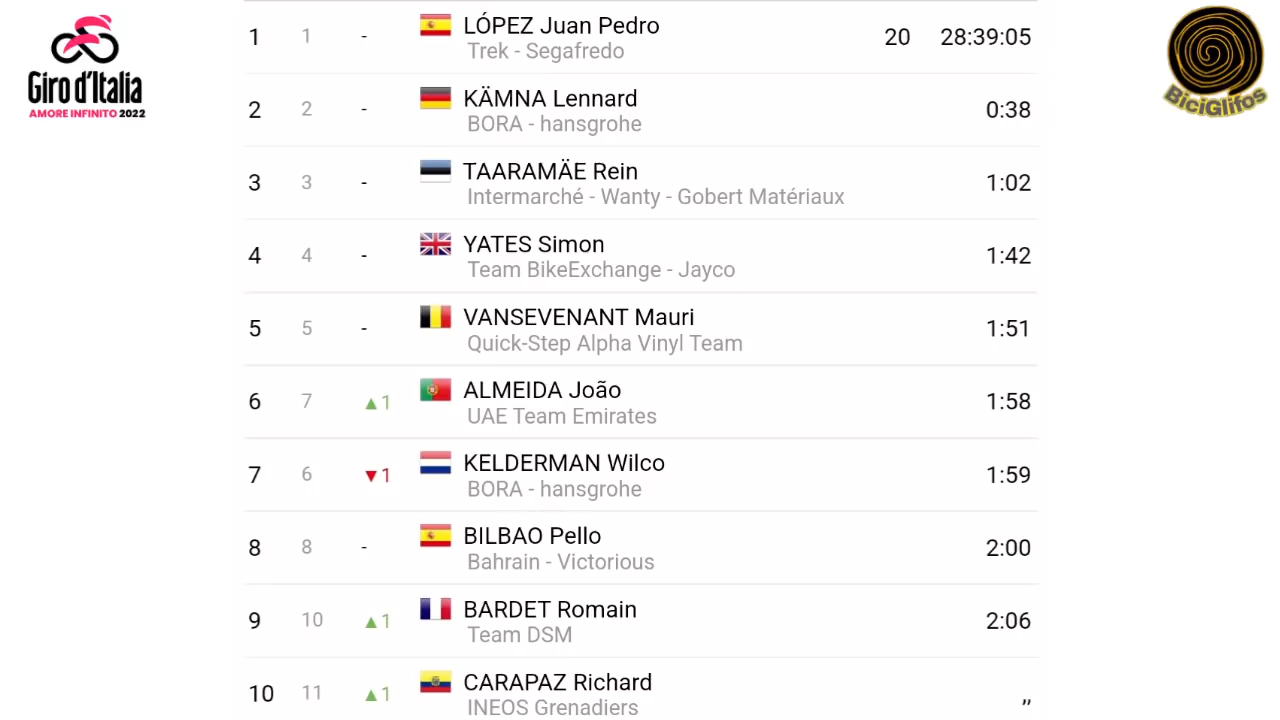 Giro d'Italia
AMORE INFINITO 2022
BiciGlifos
1 1 - LÓPEZ Juan Pedro 20 28:39:05
Trek - Segafredo
2 2 - KÄMNA Lennard 0:38
BORA - hansgrohe
3 3 - TAARAMÄE Rein 1:02
Intermarché - Wanty - Gobert Matériaux
4 4 - YATES Simon 1:42
Team BikeExchange - Jayco
5 5 - VANSEVENANT Mauri 1:51
Quick-Step Alpha Vinyl Team
6 7 ▲1 ALMEIDA João 1:58
UAE Team Emirates
7 6 ▼1 KELDERMAN Wilco 1:59
BORA - hansgrohe
8 8 - BILBAO Pello 2:00
Bahrain - Victorious
9 10 ▲1 BARDET Romain 2:06
Team DSM
10 11 ▲1 CARAPAZ Richard ,,
INEOS Grenadiers